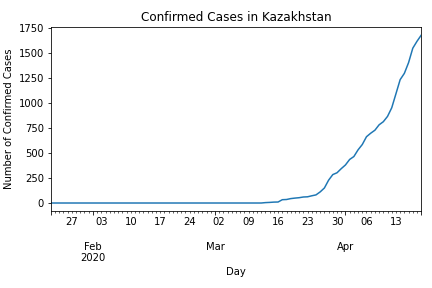 Confirmed Cases in Kazakhstan
1750
1500
1250
1000
750
500
250
0
Number of Confirmed Cases
27 03 10 17 24 02 09 16 23 30 06 13
Feb Mar Apr
2020
Day